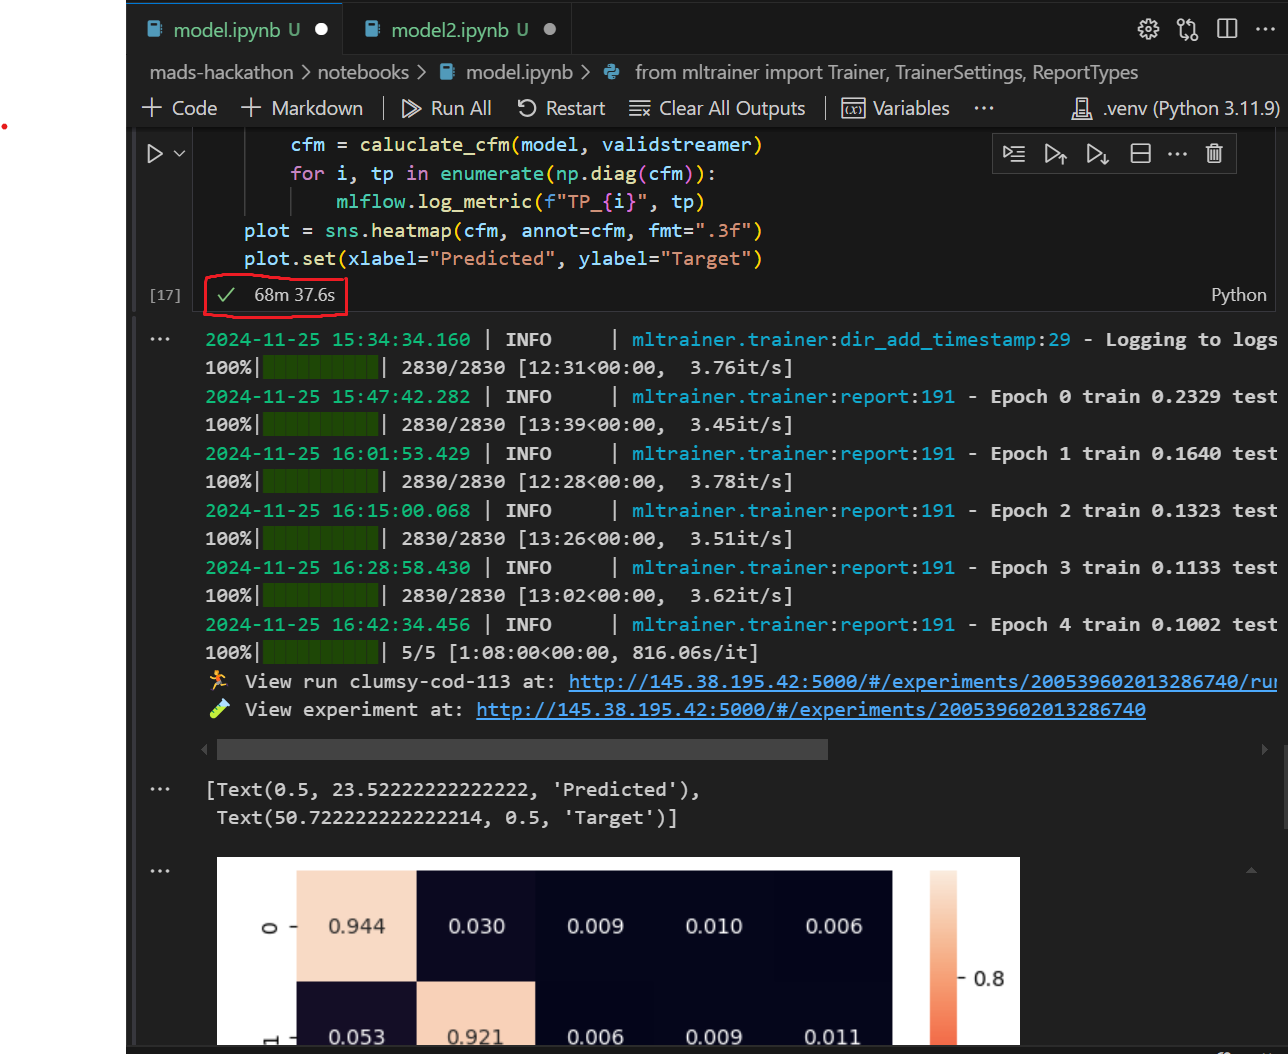 model.ipynb U model2.ipynb U
mads-hackathon > notebooks > model.ipynb > from mltrainer import Trainer, TrainerSettings, ReportTypes
+ Code + Markdown | Run All Restart Clear All Outputs | Variables ... .venv (Python 3.11.9)
cfm = caluclate_cfm(model, validstreamer)
for i, tp in enumerate(np.diag(cfm)):
mlflow.log_metric(f"TP_{i}", tp)
plot = sns.heatmap(cfm, annot=cfm, fmt=".3f")
plot.set(xlabel="Predicted", ylabel="Target")
[17] ✓ 68m 37.6s Python
2024-11-25 15:34:34.160 | INFO | mltrainer.trainer:dir_add_timestamp:29 - Logging to logs
100%|██████████| 2830/2830 [12:31<00:00, 3.76it/s]
2024-11-25 15:47:42.282 | INFO | mltrainer.trainer:report:191 - Epoch 0 train 0.2329 test
100%|██████████| 2830/2830 [13:39<00:00, 3.45it/s]
2024-11-25 16:01:53.429 | INFO | mltrainer.trainer:report:191 - Epoch 1 train 0.1640 test
100%|██████████| 2830/2830 [12:28<00:00, 3.78it/s]
2024-11-25 16:15:00.068 | INFO | mltrainer.trainer:report:191 - Epoch 2 train 0.1323 test
100%|██████████| 2830/2830 [13:26<00:00, 3.51it/s]
2024-11-25 16:28:58.430 | INFO | mltrainer.trainer:report:191 - Epoch 3 train 0.1133 test
100%|██████████| 2830/2830 [13:02<00:00, 3.62it/s]
2024-11-25 16:42:34.456 | INFO | mltrainer.trainer:report:191 - Epoch 4 train 0.1002 test
100%|██████████| 5/5 [1:08:00<00:00, 816.06s/it]
🏃 View run clumsy-cod-113 at: http://145.38.195.42:5000/#/experiments/200539602013286740/run
🧪 View experiment at: http://145.38.195.42:5000/#/experiments/200539602013286740
[Text(0.5, 23.52222222222222, 'Predicted'),
Text(50.722222222222214, 0.5, 'Target')]
0 - 0.944 0.030 0.009 0.010 0.006
- 0.8
1 - 0.053 0.921 0.006 0.009 0.011